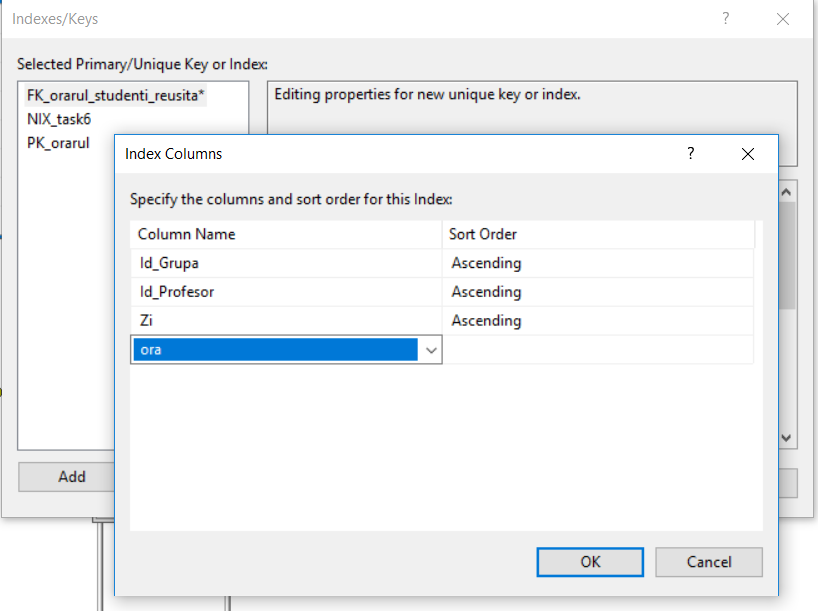 Indexes/Keys
Selected Primary/Unique Key or Index:
FK_orarul_studenti_reusita*
NIX_task6
PK_orarul
Editing properties for new unique key or index.
Add
Index Columns
Specify the columns and sort order for this Index:
Column Name Sort Order
Id_Grupa Ascending
Id_Profesor Ascending
Zi Ascending
ora
OK Cancel